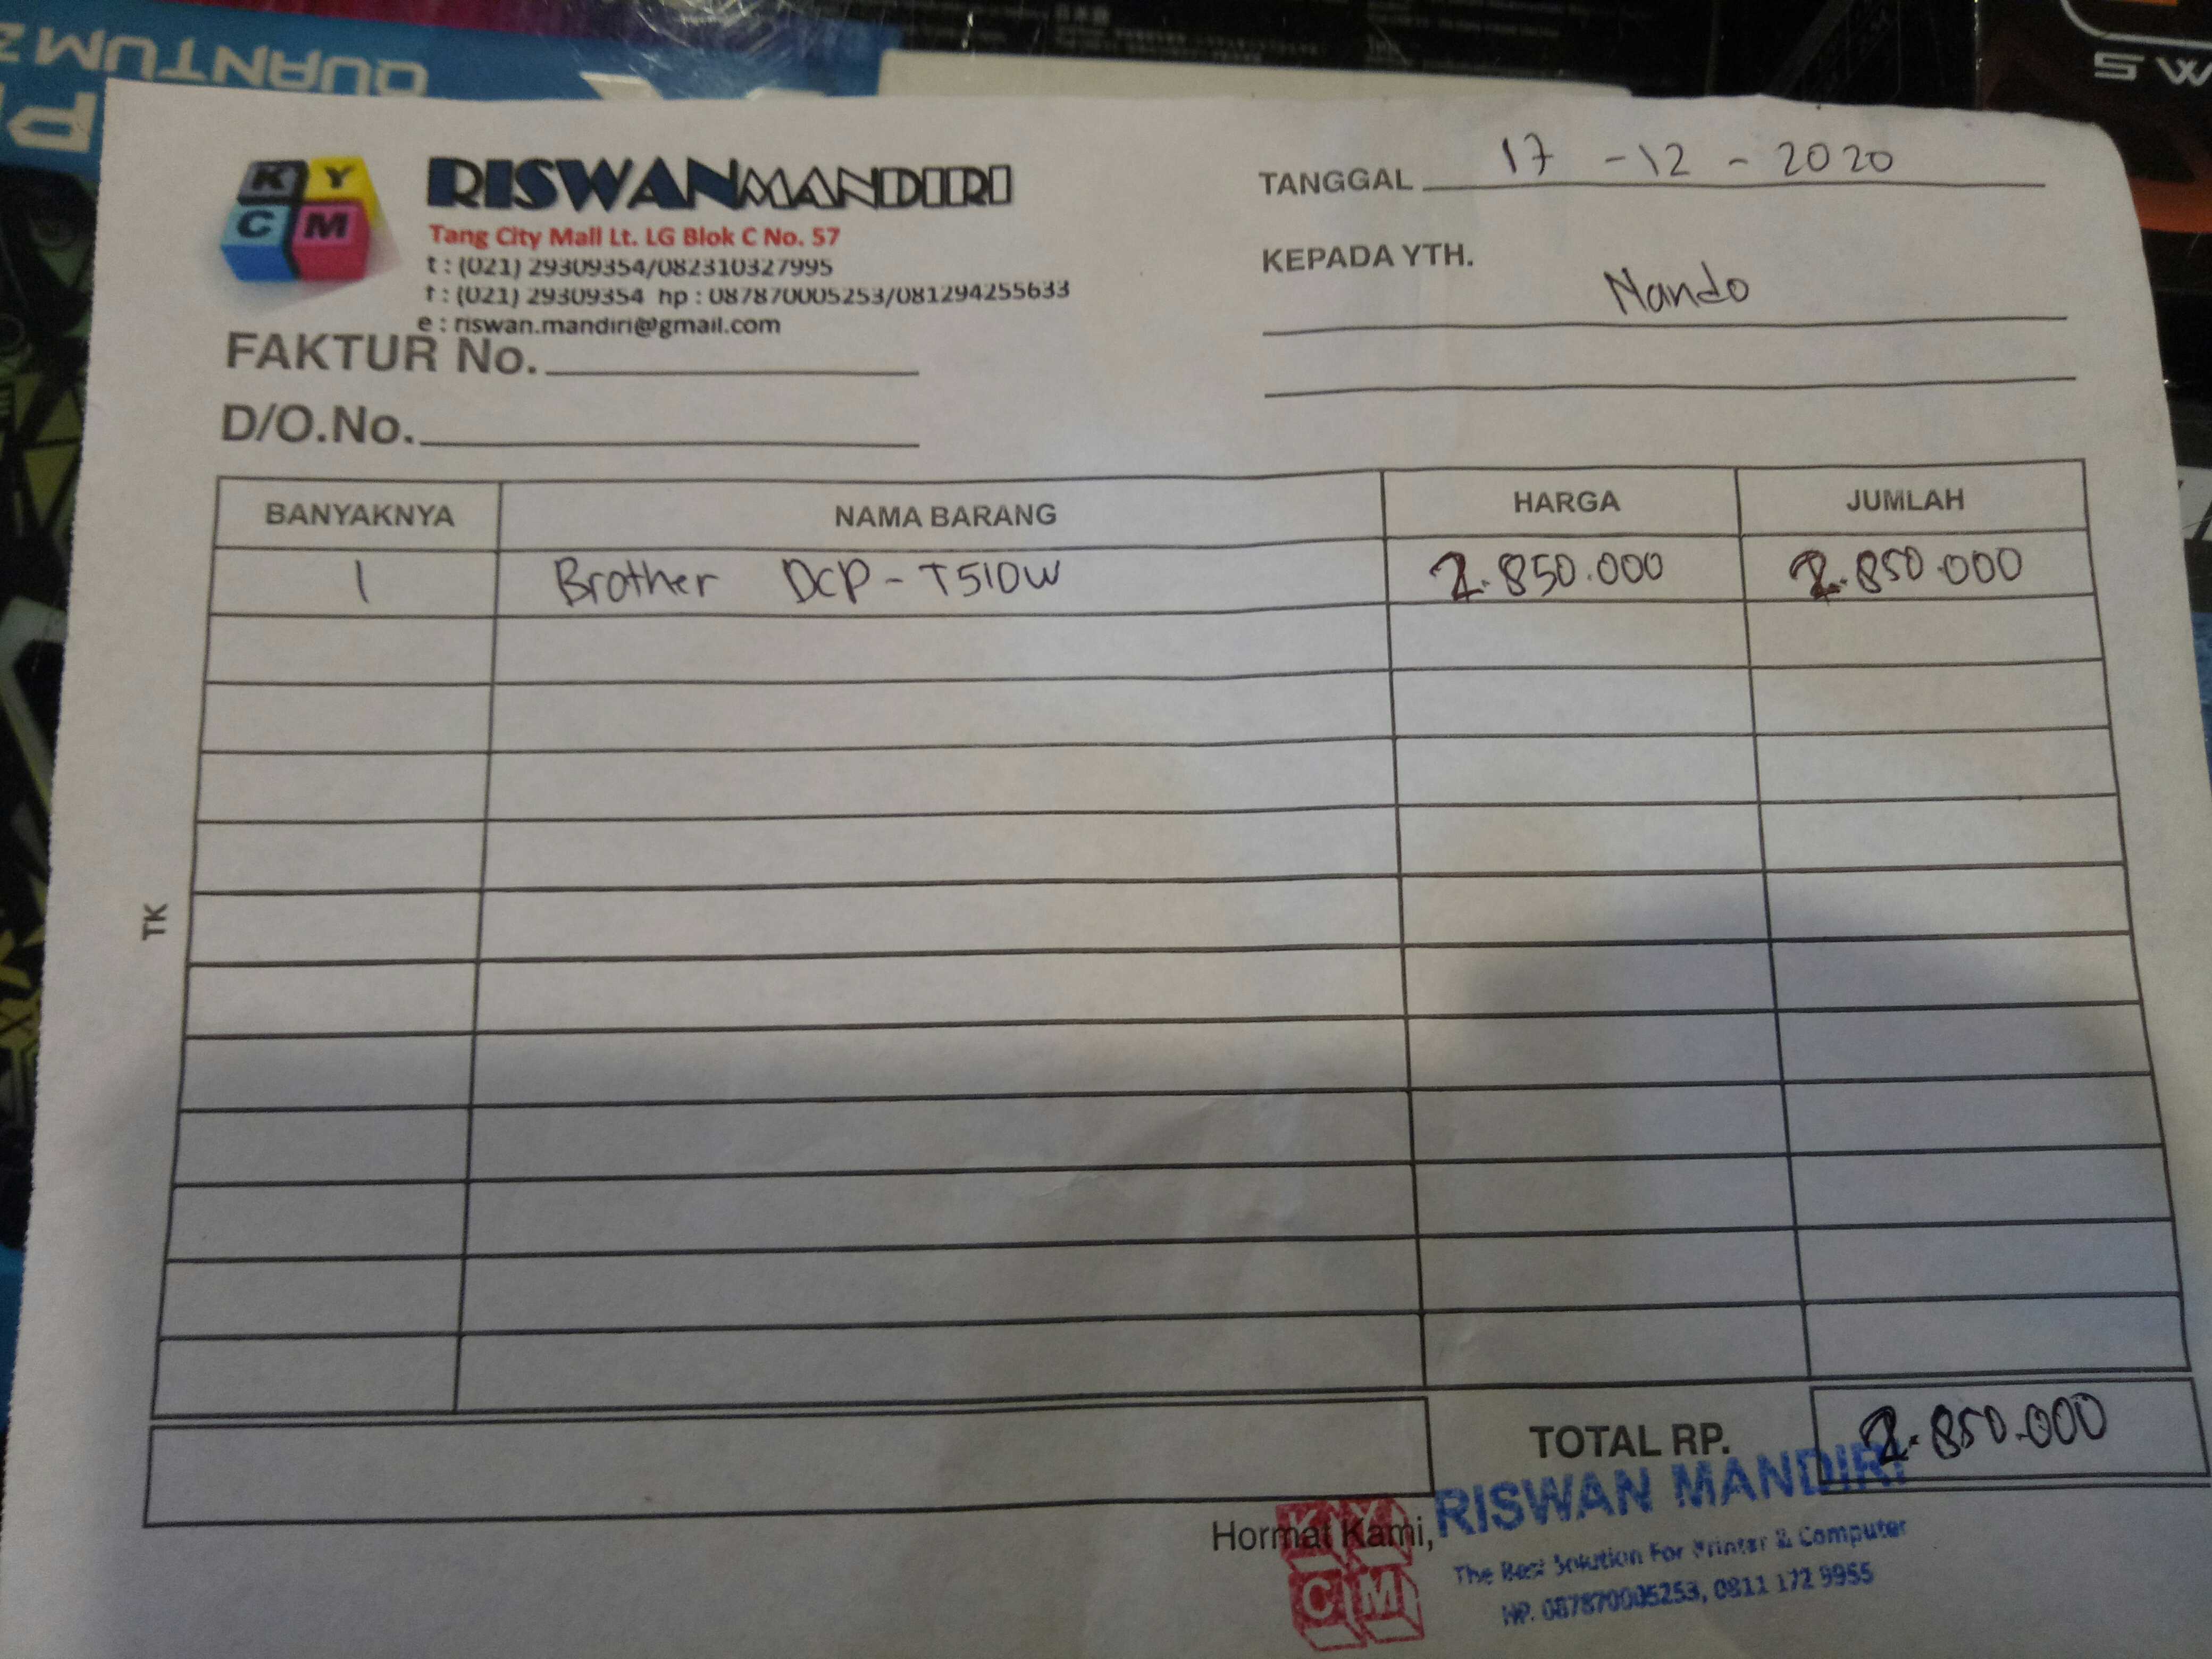 QUANTUM
SW
K Y
C M
RISWANMANDIRI
Tang City Mall Lt. LG Blok C No. 57
t : (021) 29309354/082310327995
f : (021) 29309354 hp : 087870005253/081294255633
e : riswan.mandiri@gmail.com
FAKTUR No.
D/O.No.
TANGGAL 17 - 12 - 2020
KEPADA YTH.
Nando
BANYAKNYA NAMA BARANG HARGA JUMLAH
1 Brother DCP - T510W 2.850.000 2.850.000
TK
TOTAL RP. 2.850.000
Hormat Kami,
K Y
C M
RISWAN MANDIRI
The Best Solution For Printer & Computer
HP. 087870005253, 0811 172 9955